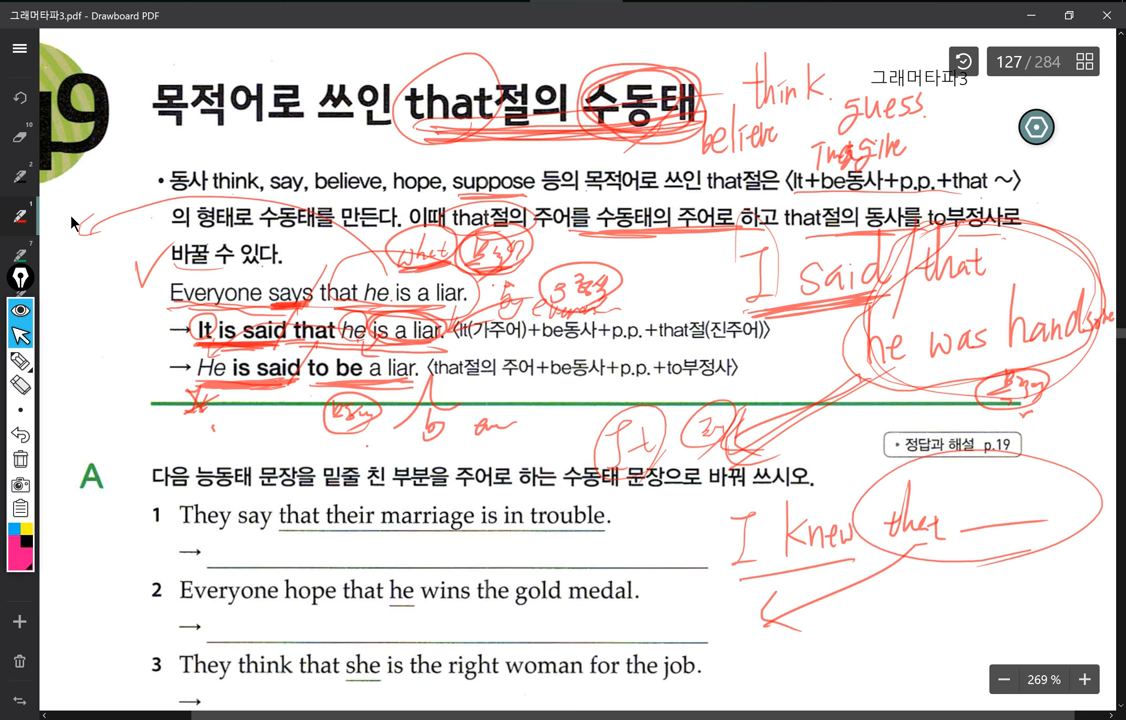 그래머타파3.pdf - Drawboard PDF
127 / 284
그래머타파3
19
목적어로 쓰인 that절의 수동태
think.
guess.
believe
Imagine
• 동사 think, say, believe, hope, suppose 등의 목적어로 쓰인 that절은 〈It+be동사+p.p.+that ~〉
의 형태로 수동태를 만든다. 이때 that절의 주어를 수동태의 주어로 하고 that절의 동사를 to부정사로
바꿀 수 있다.
what
I said that
he was handsome
Everyone says that he is a liar.
→ It is said that he is a liar. 〈It(가주어)+be동사+p.p.+that절(진주어)〉
→ He is said to be a liar. 〈that절의 주어+be동사+p.p.+to부정사〉
It
• 정답과 해설 p.19
A 다음 능동태 문장을 밑줄 친 부분을 주어로 하는 수동태 문장으로 바꿔 쓰시오.
1 They say that their marriage is in trouble.
→
I knew that
2 Everyone hope that he wins the gold medal.
→
3 They think that she is the right woman for the job.
→
269 %
10
2
1
7